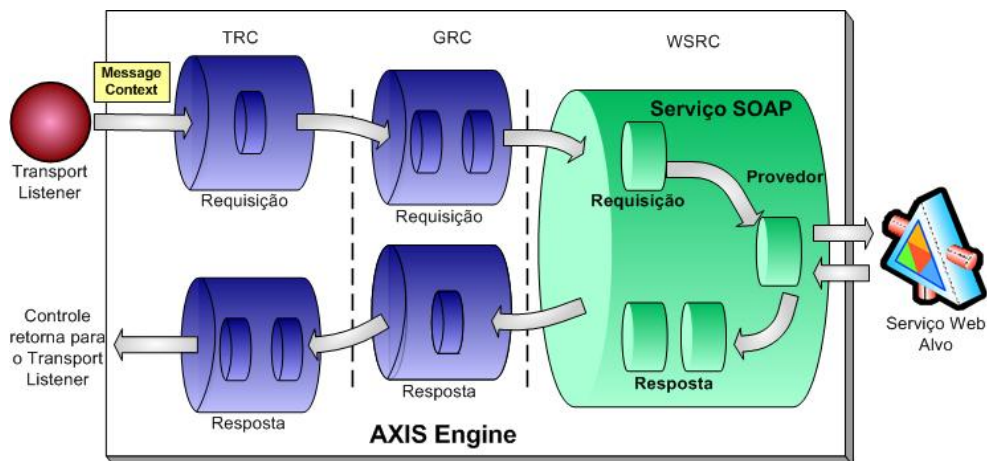 TRC
GRC
WSRC
Message
Context
Serviço SOAP
Transport
Listener
Requisição
Requisição
Requisição
Provedor
Controle
retorna para
o Transport
Listener
Resposta
Resposta
Resposta
Serviço Web
Alvo
AXIS Engine